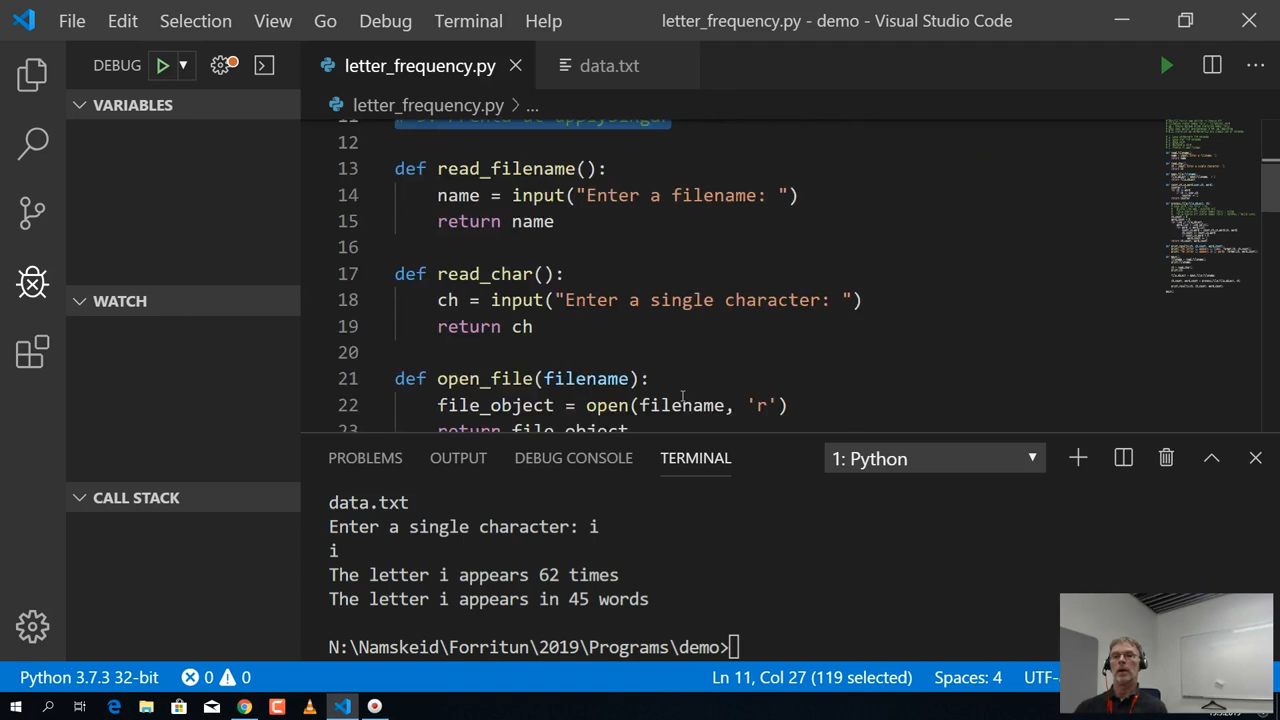 File Edit Selection View Go Debug Terminal Help
letter_frequency.py - demo - Visual Studio Code
DEBUG
letter_frequency.py
data.txt
VARIABLES
letter_frequency.py > ...
12
13 def read_filename():
14 name = input("Enter a filename: ")
15 return name
16
17 def read_char():
18 ch = input("Enter a single character: ")
19 return ch
20
21 def open_file(filename):
22 file_object = open(filename, 'r')
23 return file_object
WATCH
CALL STACK
PROBLEMS OUTPUT DEBUG CONSOLE TERMINAL
1: Python
data.txt
Enter a single character: i
i
The letter i appears 62 times
The letter i appears in 45 words
N:\Namskeid\Forritun\2019\Programs\demo>
Python 3.7.3 32-bit 0 0 Ln 11, Col 27 (119 selected) Spaces: 4 UTF-